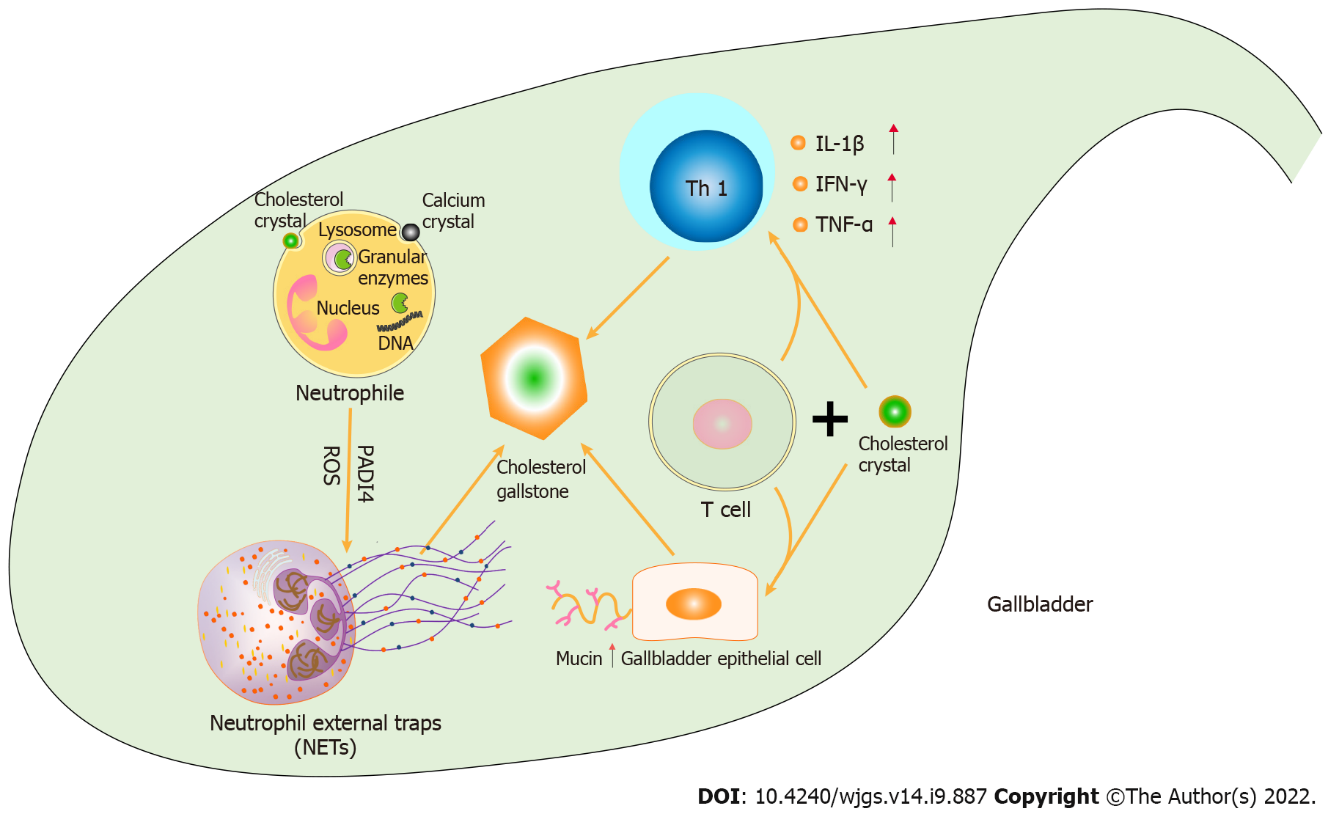 Th 1
IL-1β
IFN-γ
TNF-α
Cholesterol
crystal
Calcium
crystal
Lysosome
Granular
enzymes
Nucleus
DNA
Neutrophile
PADI4
ROS
Cholesterol
gallstone
T cell
+
Cholesterol
crystal
Mucin
Gallbladder epithelial cell
Gallbladder
Neutrophil external traps
(NETs)
DOI: 10.4240/wjgs.v14.i9.887 Copyright ©The Author(s) 2022.